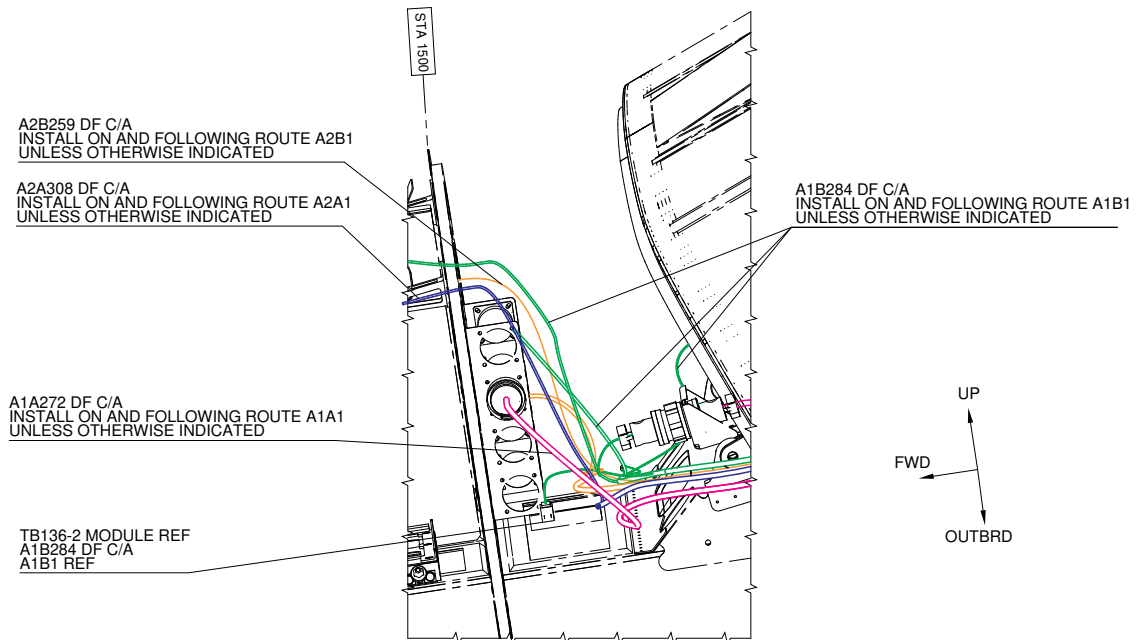 STA 1500
A2B259 DF C/A
INSTALL ON AND FOLLOWING ROUTE A2B1
UNLESS OTHERWISE INDICATED
A2A308 DF C/A
INSTALL ON AND FOLLOWING ROUTE A2A1
UNLESS OTHERWISE INDICATED
A1B284 DF C/A
INSTALL ON AND FOLLOWING ROUTE A1B1
UNLESS OTHERWISE INDICATED
A1A272 DF C/A
INSTALL ON AND FOLLOWING ROUTE A1A1
UNLESS OTHERWISE INDICATED
UP
FWD
OUTBRD
TB136-2 MODULE REF
A1B284 DF C/A
A1B1 REF